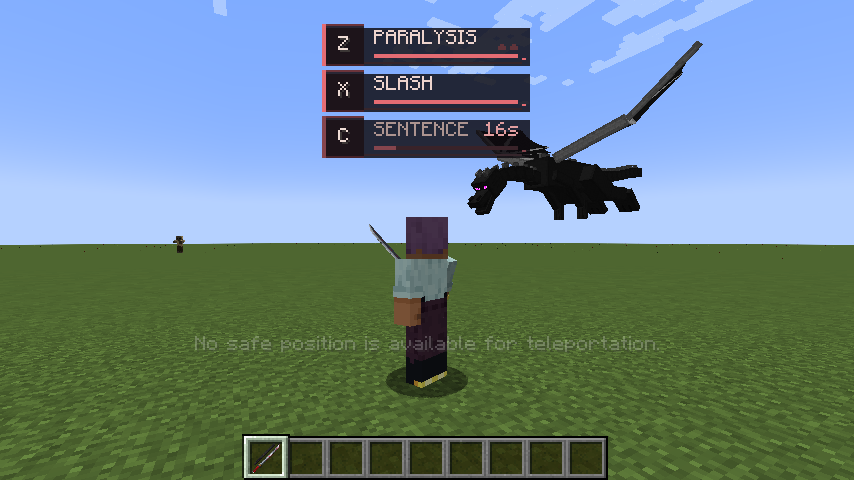 Z PARALYSIS
X SLASH
C SENTENCE 16s
No safe position is available for teleportation.